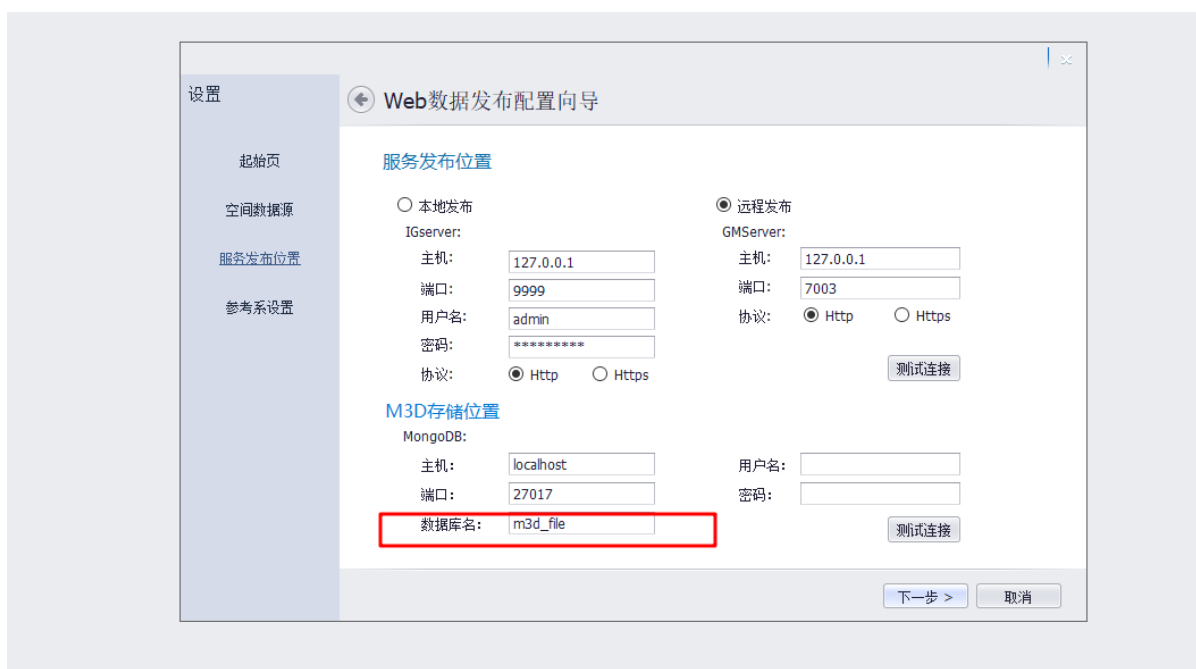 设置
Web数据发布配置向导
起始页
空间数据源
服务发布位置
参考系设置
服务发布位置
本地发布
IGserver:
主机: 127.0.0.1
端口: 9999
用户名: admin
密码: *********
协议: Http Https
远程发布
GMServer:
主机: 127.0.0.1
端口: 7003
协议: Http Https
测试连接
M3D存储位置
MongoDB:
主机: localhost
端口: 27017
数据库名: m3d_file
用户名:
密码:
测试连接
下一步 > 取消